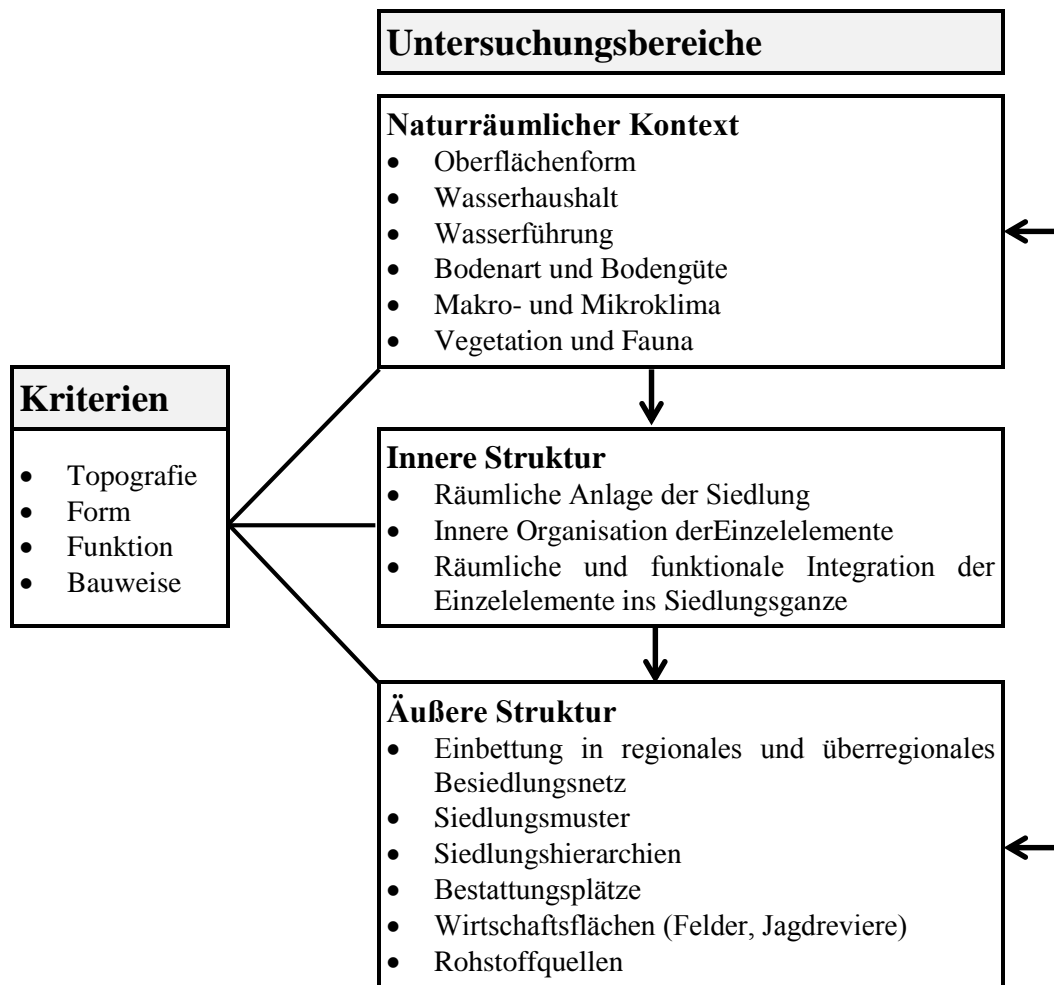 Untersuchungsbereiche
Naturräumlicher Kontext
• Oberflächenform
• Wasserhaushalt
• Wasserführung
• Bodenart und Bodengüte
• Makro- und Mikroklima
• Vegetation und Fauna
Kriterien
• Topografie
• Form
• Funktion
• Bauweise
Innere Struktur
• Räumliche Anlage der Siedlung
• Innere Organisation derEinzelelemente
• Räumliche und funktionale Integration der
Einzelelemente ins Siedlungsganze
Äußere Struktur
• Einbettung in regionales und überregionales
Besiedlungsnetz
• Siedlungsmuster
• Siedlungshierarchien
• Bestattungsplätze
• Wirtschaftsflächen (Felder, Jagdreviere)
• Rohstoffquellen